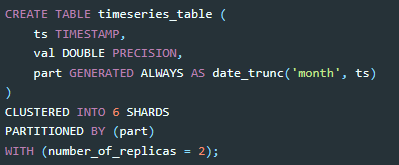 CREATE TABLE timeseries_table (
    ts TIMESTAMP,
    val DOUBLE PRECISION,
    part GENERATED ALWAYS AS date_trunc('month', ts)
)
CLUSTERED INTO 6 SHARDS
PARTITIONED BY (part)
WITH (number_of_replicas = 2);